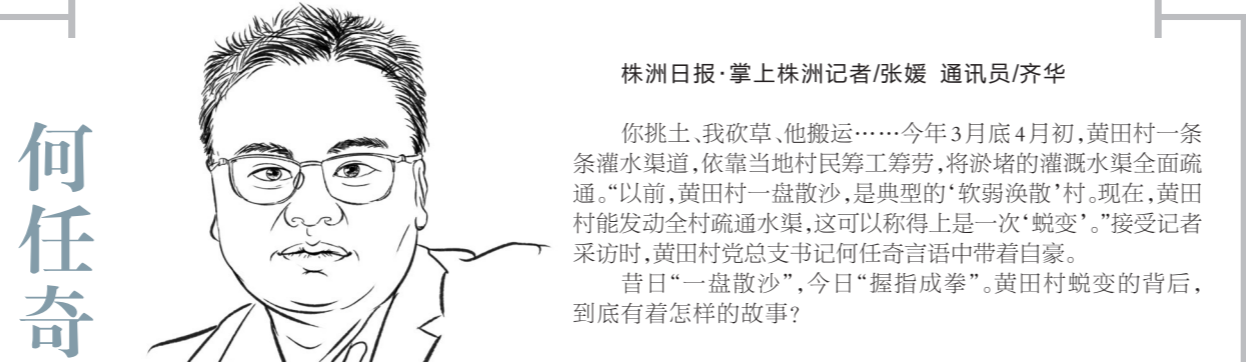 何任奇
株洲日报·掌上株洲记者/张媛 通讯员/齐华
你挑土、我砍草、他搬运……今年3月底4月初,黄田村一条
条灌水渠道,依靠当地村民筹工筹劳,将淤堵的灌溉水渠全面疏
通。“以前,黄田村一盘散沙,是典型的‘软弱涣散’村。现在,黄田
村能发动全村疏通水渠,这可以称得上是一次‘蜕变’。”接受记者
采访时,黄田村党总支书记何任奇言语中带着自豪。
昔日“一盘散沙”,今日“握指成拳”。黄田村蜕变的背后,
到底有着怎样的故事?